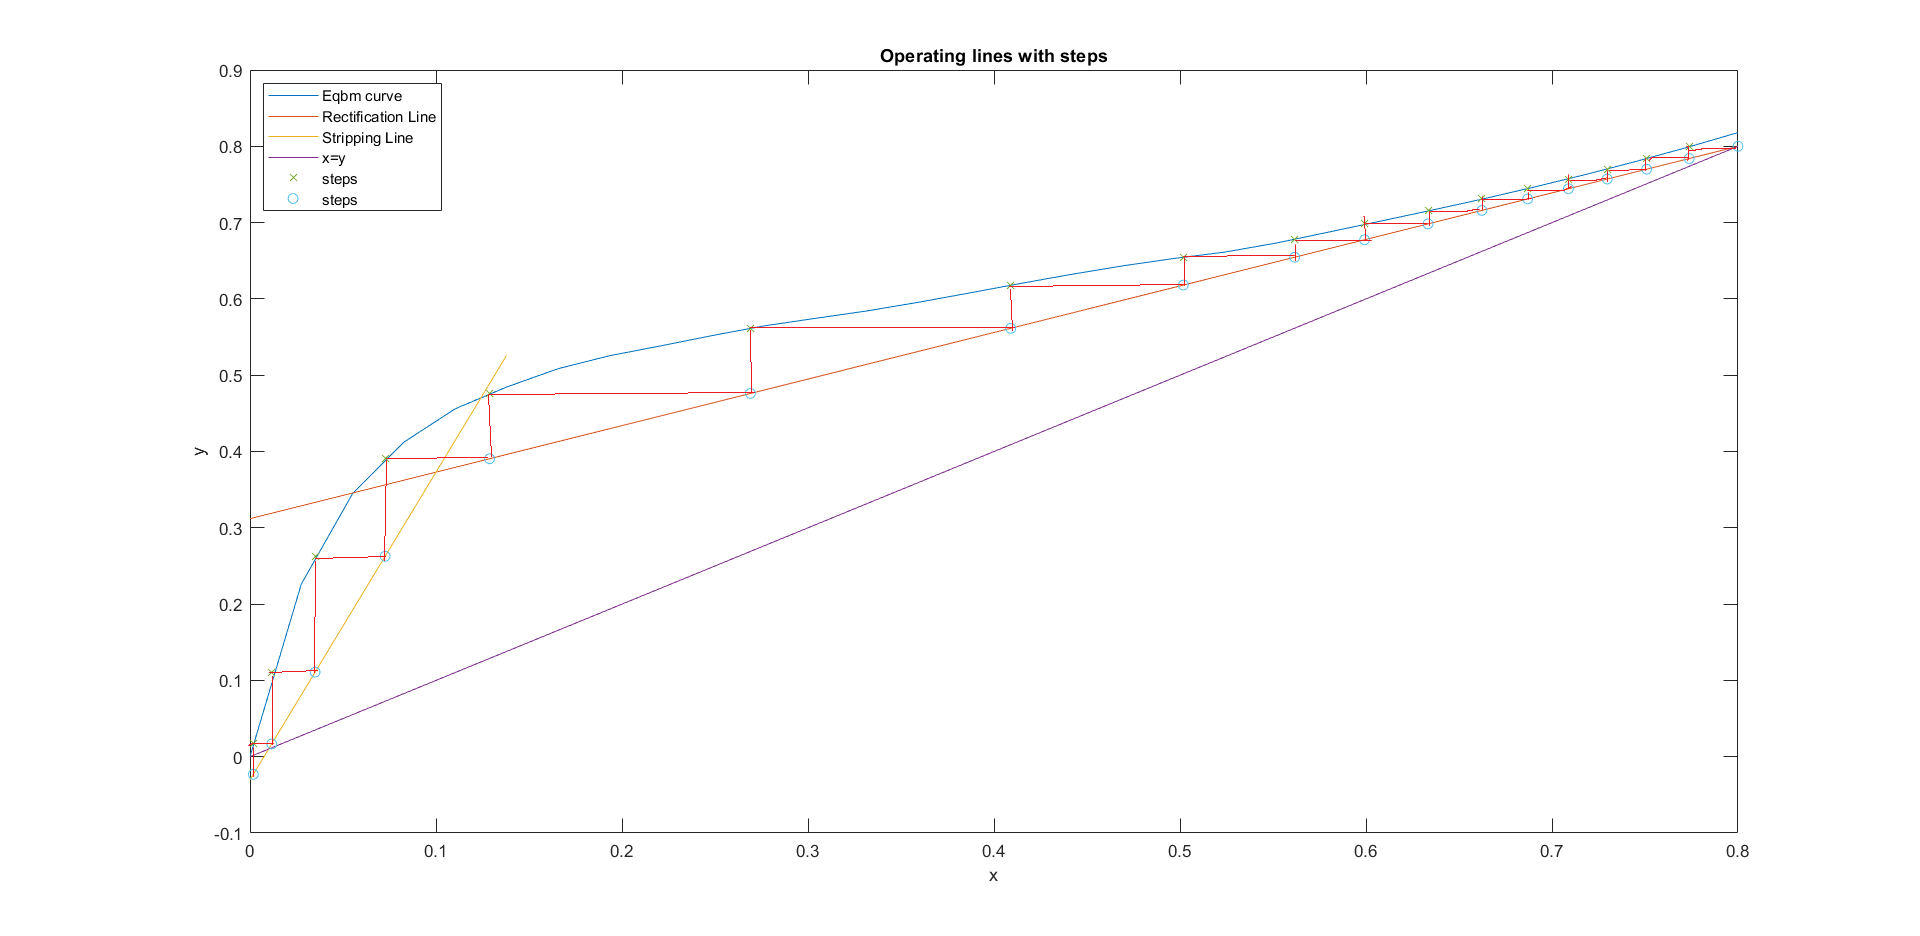 Operating lines with steps
0.9
0.8
0.7
0.6
0.5
0.4
0.3
0.2
0.1
0
-0.1
y
Eqbm curve
Rectification Line
Stripping Line
x=y
steps
steps
0 0.1 0.2 0.3 0.4 0.5 0.6 0.7 0.8
x